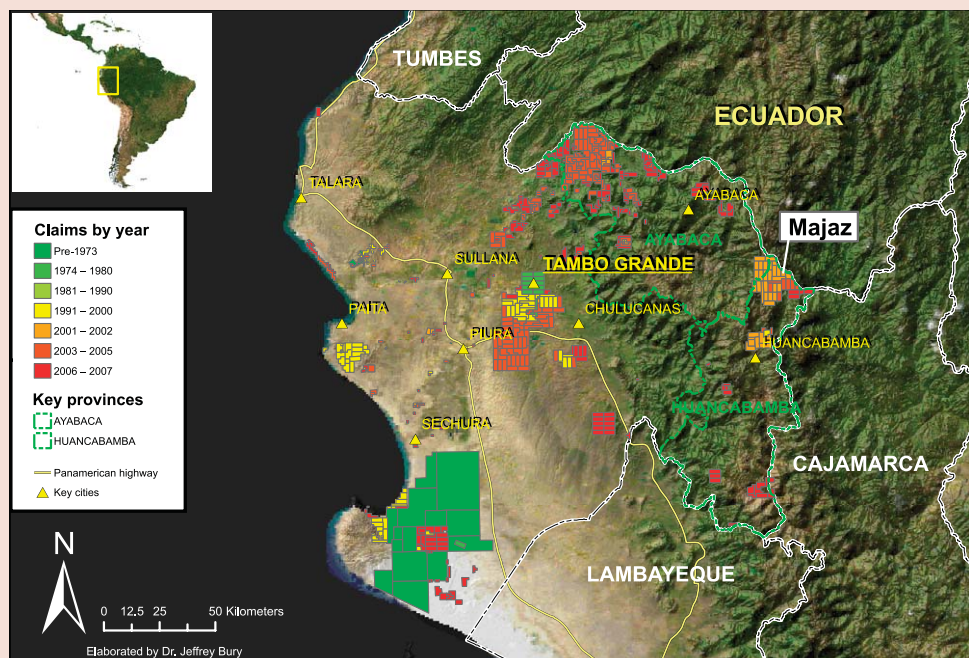 TUMBES
ECUADOR
TALARA
AYABACA
AYABACA
Majaz
SULLANA
TAMBO GRANDE
PAITA
CHULUCANAS
PIURA
HUANCABAMBA
HUANCABAMBA
SECHURA
CAJAMARCA
LAMBAYEQUE
Claims by year
Pre-1973
1974 – 1980
1981 – 1990
1991 – 2000
2001 – 2002
2003 – 2005
2006 – 2007
Key provinces
AYABACA
HUANCABAMBA
Panamerican highway
Key cities
N
0 12.5 25 50 Kilometers
Elaborated by Dr. Jeffrey Bury